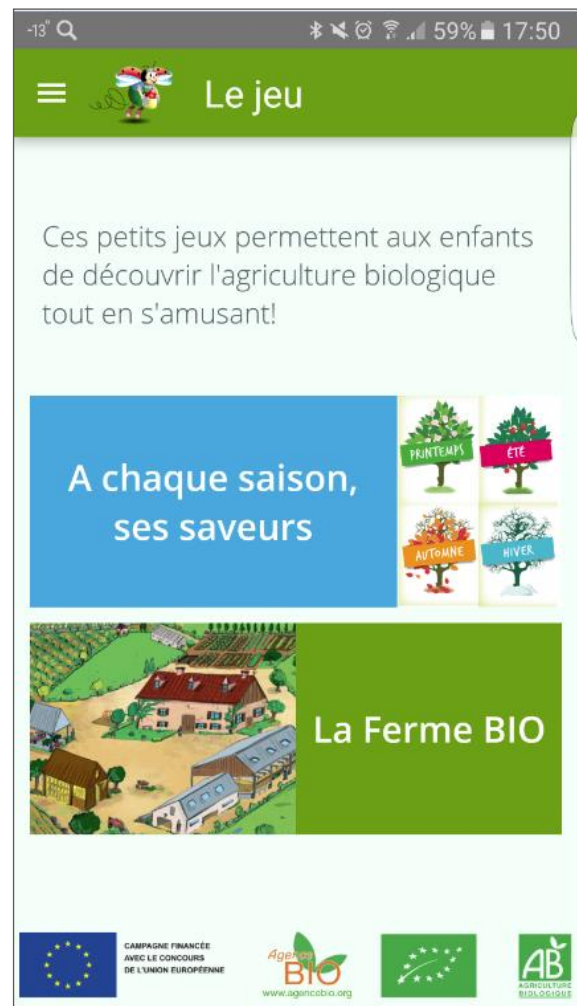 -13° 59% 17:50
Le jeu
Ces petits jeux permettent aux enfants
de découvrir l'agriculture biologique
tout en s'amusant!
A chaque saison,
ses saveurs
PRINTEMPS
ÉTÉ
AUTOMNE
HIVER
La Ferme BIO
CAMPAGNE FINANCÉE
AVEC LE CONCOURS
DE L'UNION EUROPÉENNE
Agence
BIO
www.agencebio.org
AB
AGRICULTURE
BIOLOGIQUE